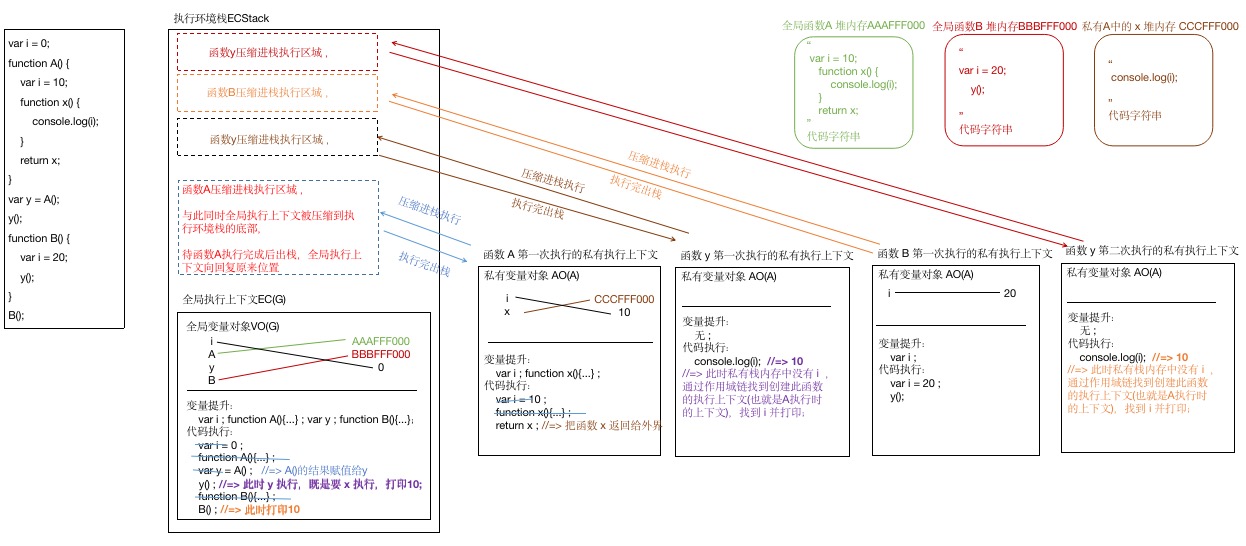 var i = 0;
function A() {
var i = 10;
function x() {
console.log(i);
}
return x;
}
var y = A();
y();
function B() {
var i = 20;
y();
}
B();
执行环境栈ECStack
函数y压缩进栈执行区域 ,
函数B压缩进栈执行区域 ,
函数y压缩进栈执行区域 ,
函数A压缩进栈执行区域 ,
与此同时全局执行上下文被压缩到执
行环境栈的底部,
待函数A执行完成后出栈, 全局执行上
下文向回复原来位置
压缩进栈执行
执行完出栈
压缩进栈执行
执行完出栈
压缩进栈执行
执行完出栈
全局执行上下文EC(G)
全局变量对象VO(G)
i
A
y
B
AAAFFF000
BBBFFF000
0
变量提升:
var i ; function A(){...} ; var y ; function B(){...};
代码执行:
var i = 0 ;
function A(){...} ;
var y = A() ; //=> A()的结果赋值给y
y() ; //=> 此时 y 执行, 既是要 x 执行, 打印10;
function B(){...} ;
B() ; //=> 此时打印10
全局函数A 堆内存AAAFFF000
“
var i = 10;
function x() {
console.log(i);
}
return x;
”
代码字符串
全局函数B 堆内存BBBFFF000
“
var i = 20;
y();
”
代码字符串
私有A中的 x 堆内存 CCCFFF000
“
console.log(i);
”
代码字符串
函数 A 第一次执行的私有执行上下文
私有变量对象 AO(A)
i
x
CCCFFF000
10
变量提升:
var i ; function x(){...} ;
代码执行:
var i = 10 ;
function x(){...} ;
return x ; //=> 把函数 x 返回给外界
函数 y 第一次执行的私有执行上下文
私有变量对象 AO(A)
变量提升:
无 ;
代码执行:
console.log(i); //=> 10
//=> 此时私有栈内存中没有 i ,
通过作用域链找到创建此函数
的执行上下文(也就是A执行时
的上下文), 找到 i 并打印;
函数 B 第一次执行的私有执行上下文
私有变量对象 AO(A)
i
20
变量提升:
var i ;
代码执行:
var i = 20 ;
y();
函数 y 第二次执行的私有执行上下文
私有变量对象 AO(A)
变量提升:
无 ;
代码执行:
console.log(i); //=> 10
//=> 此时私有栈内存中没有 i ,
通过作用域链找到创建此函数
的执行上下文(也就是A执行时
的上下文), 找到 i 并打印;